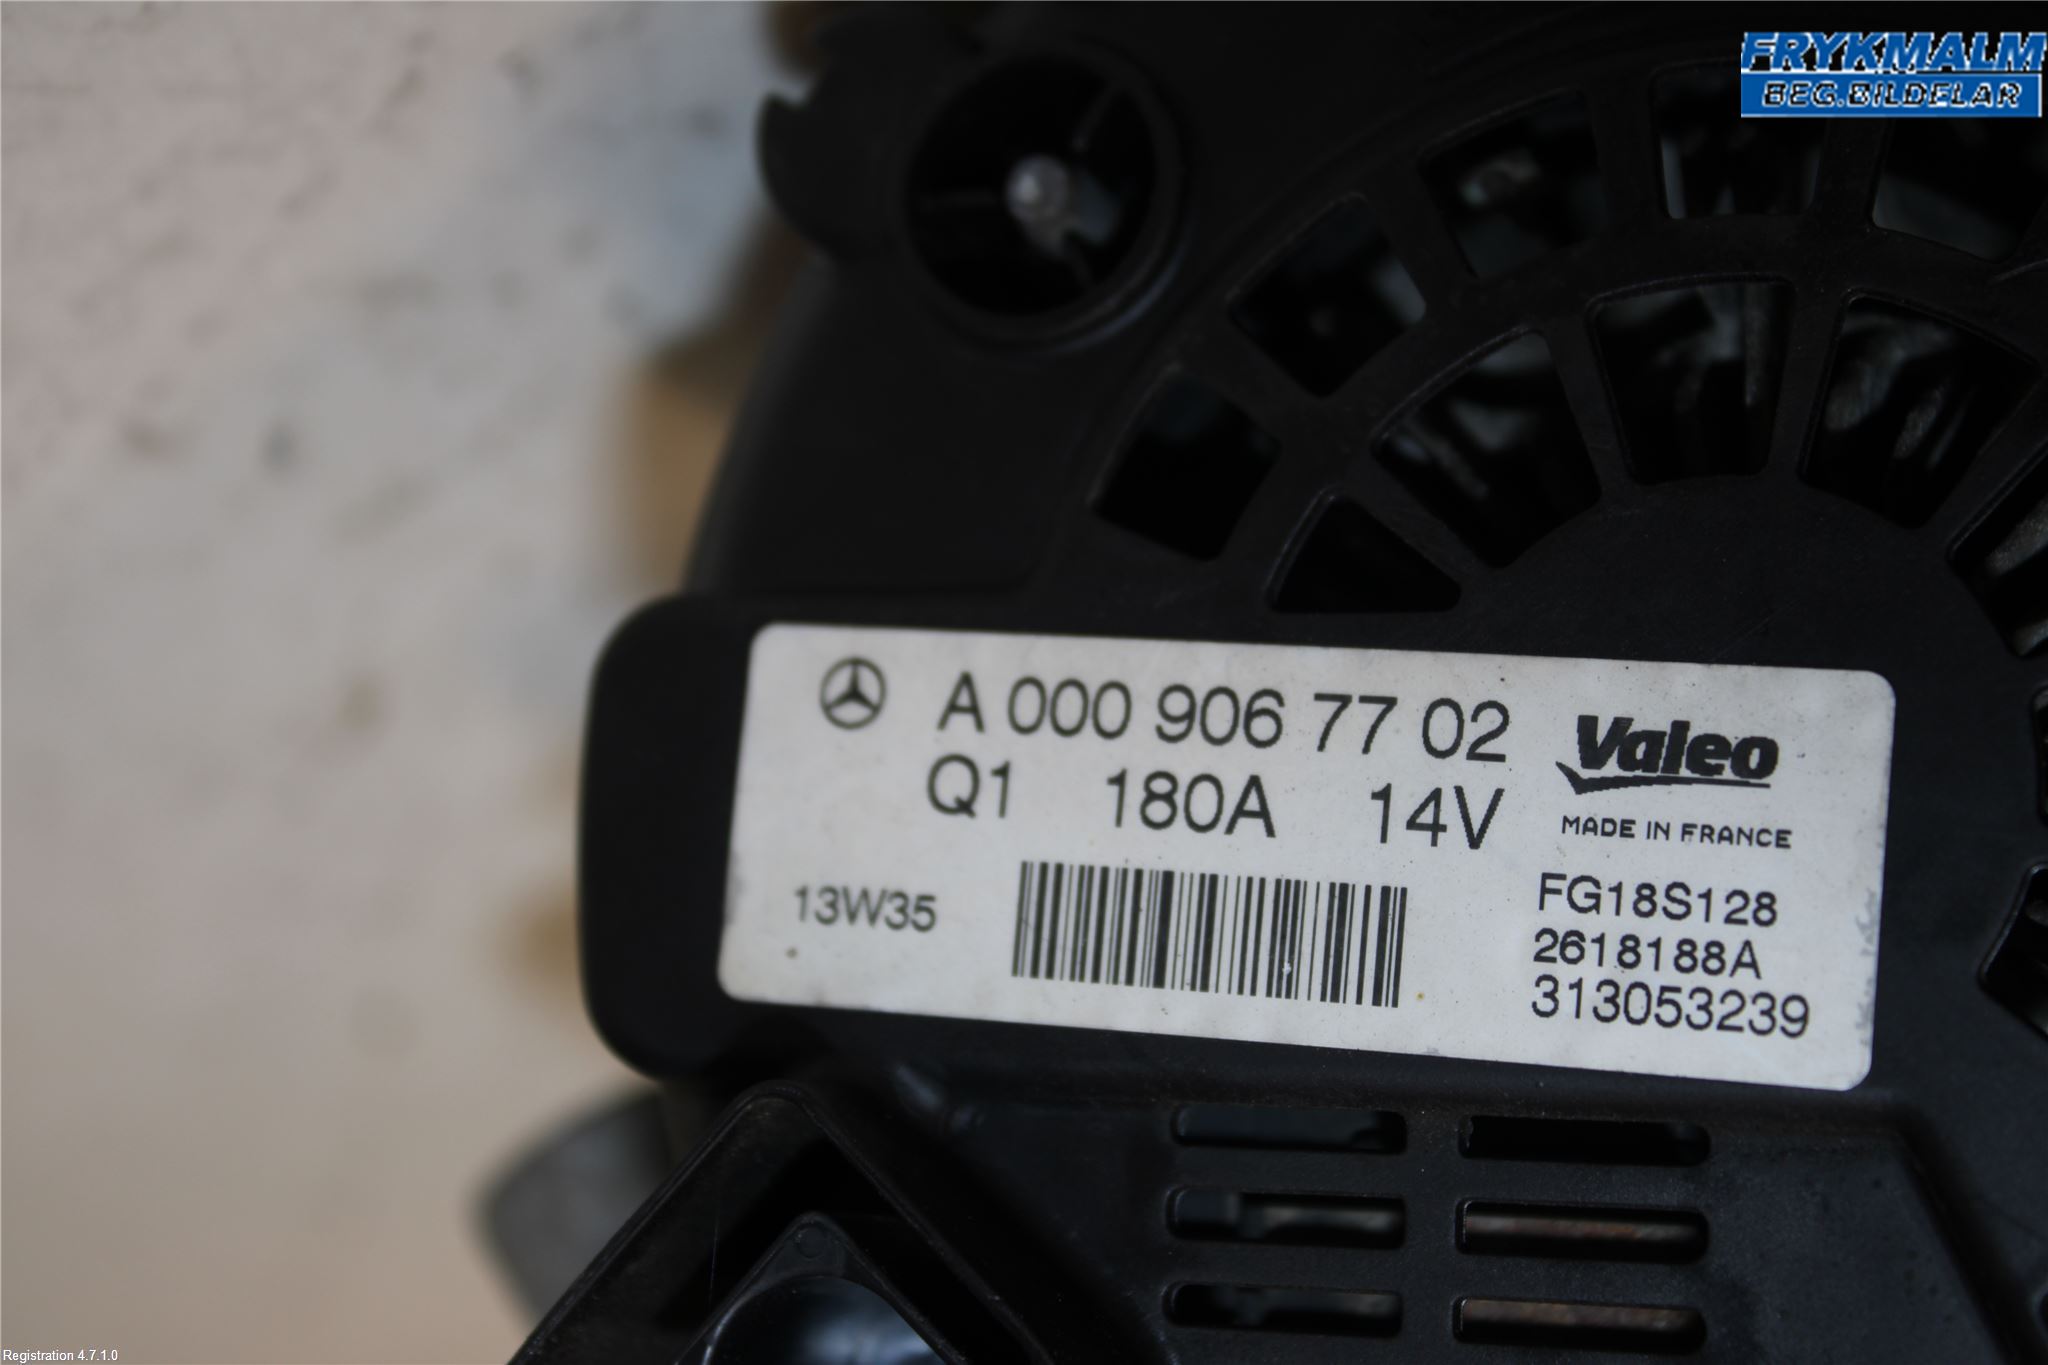 FRYKMALM
BEG.BILDELAR
A 000 906 77 02
Valeo
Q1 180A 14V
MADE IN FRANCE
13W35
FG18S128
2618188A
313053239
Registration 4.7.1.0